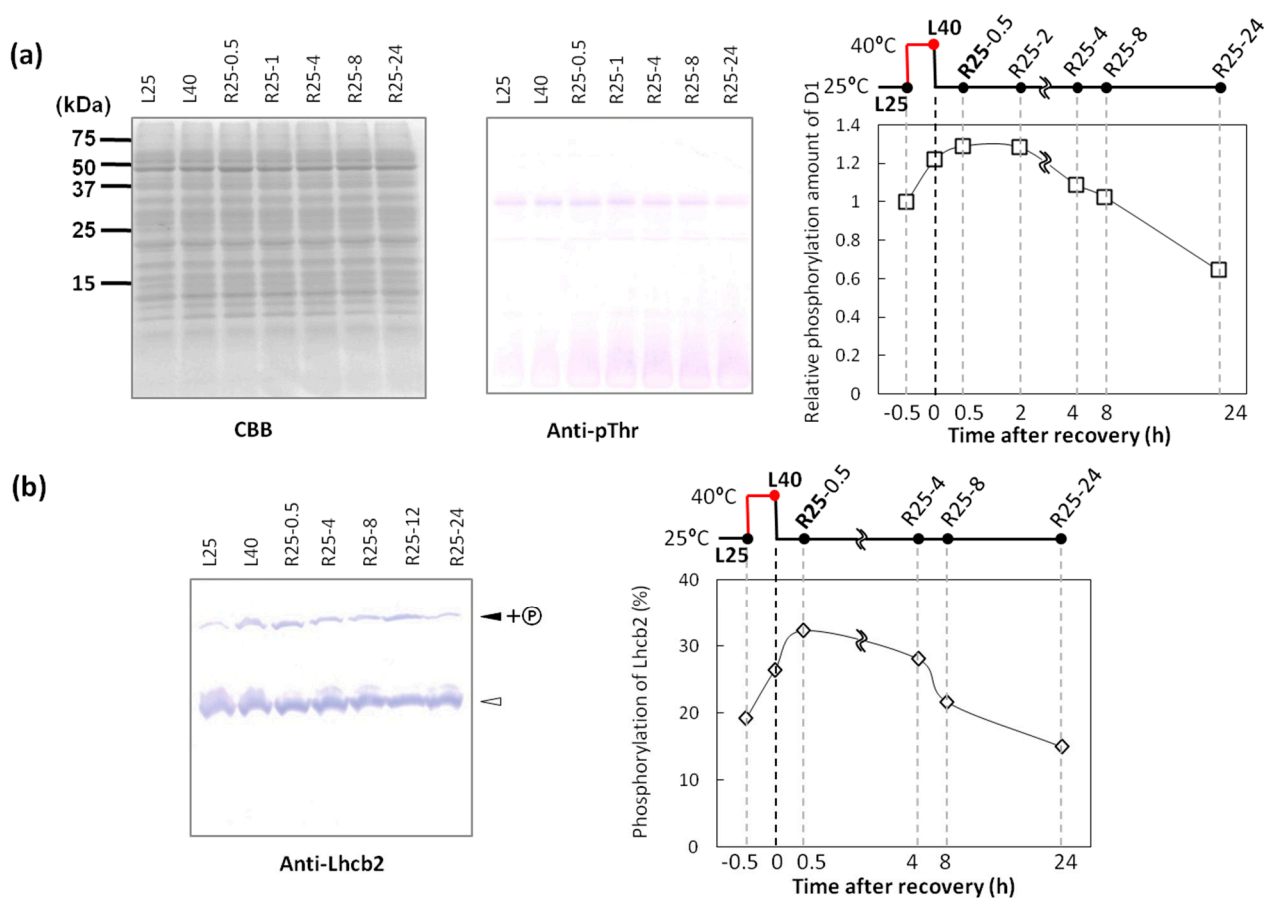 (a)
(kDa)
L25
L40
R25-0.5
R25-1
R25-4
R25-8
R25-24
75
50
37
25
15
CBB
L25
L40
R25-0.5
R25-1
R25-4
R25-8
R25-24
Anti-pThr
40°C
25°C
L25
L40
R25-0.5
R25-2
R25-4
R25-8
R25-24
Relative phosphorylation amount of D1
1.4
1.2
1
0.8
0.6
0.4
0.2
0
-0.5 0 0.5 2 4 8 24
Time after recovery (h)
(b)
L25
L40
R25-0.5
R25-4
R25-8
R25-12
R25-24
+Ⓟ
Anti-Lhcb2
40°C
25°C
L25
L40
R25-0.5
R25-4
R25-8
R25-24
Phosphorylation of Lhcb2 (%)
40
30
20
10
0
-0.5 0 0.5 4 8 24
Time after recovery (h)